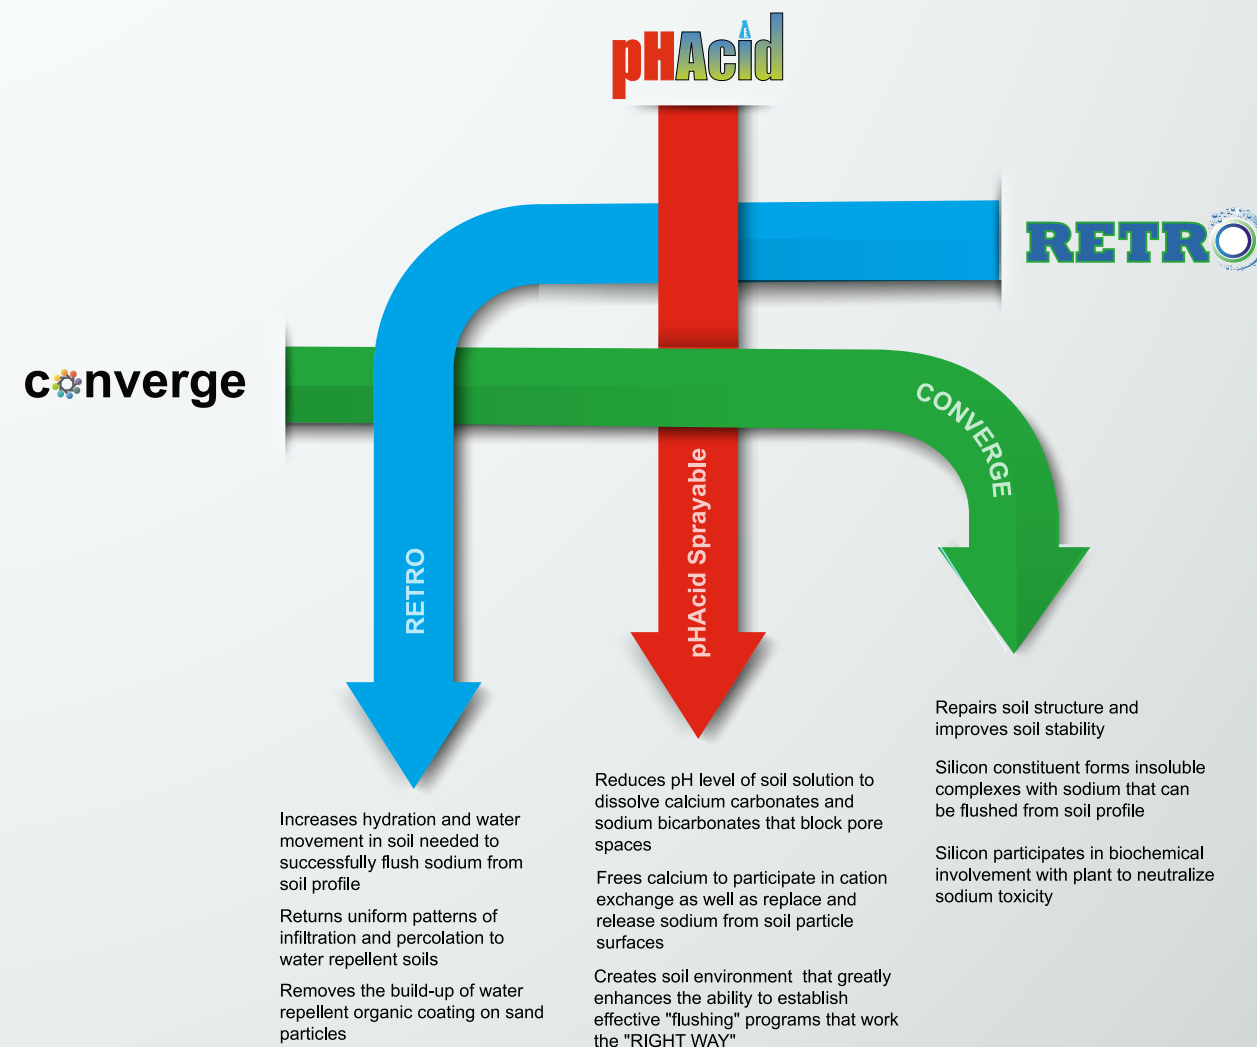 pHAcid
RETRO
converge
CONVERGE
pHAcid Sprayable
RETRO
Increases hydration and water
movement in soil needed to
successfully flush sodium from
soil profile
Returns uniform patterns of
infiltration and percolation to
water repellent soils
Removes the build-up of water
repellent organic coating on sand
particles
Reduces pH level of soil solution to
dissolve calcium carbonates and
sodium bicarbonates that block pore
spaces
Frees calcium to participate in cation
exchange as well as replace and
release sodium from soil particle
surfaces
Creates soil environment  that greatly
enhances the ability to establish
effective "flushing" programs that work
the "RIGHT WAY"
Repairs soil structure and
improves soil stability
Silicon constituent forms insoluble
complexes with sodium that can
be flushed from soil profile
Silicon participates in biochemical
involvement with plant to neutralize
sodium toxicity